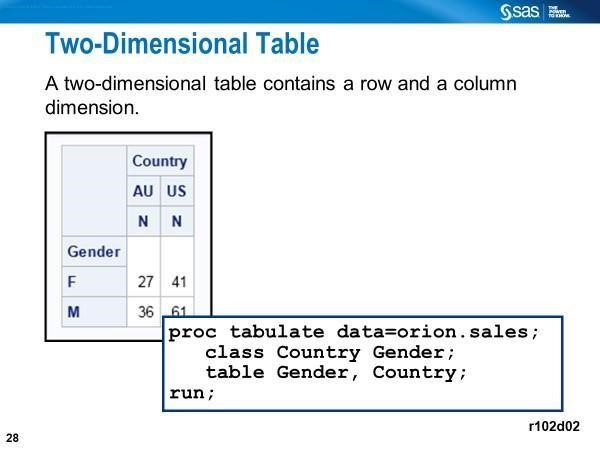 sas THE POWER TO KNOW.
Two-Dimensional Table
A two-dimensional table contains a row and a column
dimension.
Country
AU US
N N
Gender
F 27 41
M 36 61
proc tabulate data=orion.sales;
class Country Gender;
table Gender, Country;
run;
r102d02
28